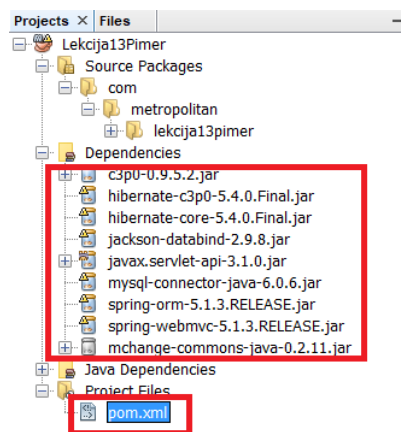 Projects × Files
Lekcija13Pimer
Source Packages
com
metropolitan
lekcija13pimer
Dependencies
c3p0-0.9.5.2.jar
hibernate-c3p0-5.4.0.Final.jar
hibernate-core-5.4.0.Final.jar
jackson-databind-2.9.8.jar
javax.servlet-api-3.1.0.jar
mysql-connector-java-6.0.6.jar
spring-orm-5.1.3.RELEASE.jar
spring-webmvc-5.1.3.RELEASE.jar
mchange-commons-java-0.2.11.jar
Java Dependencies
Project Files
pom.xml